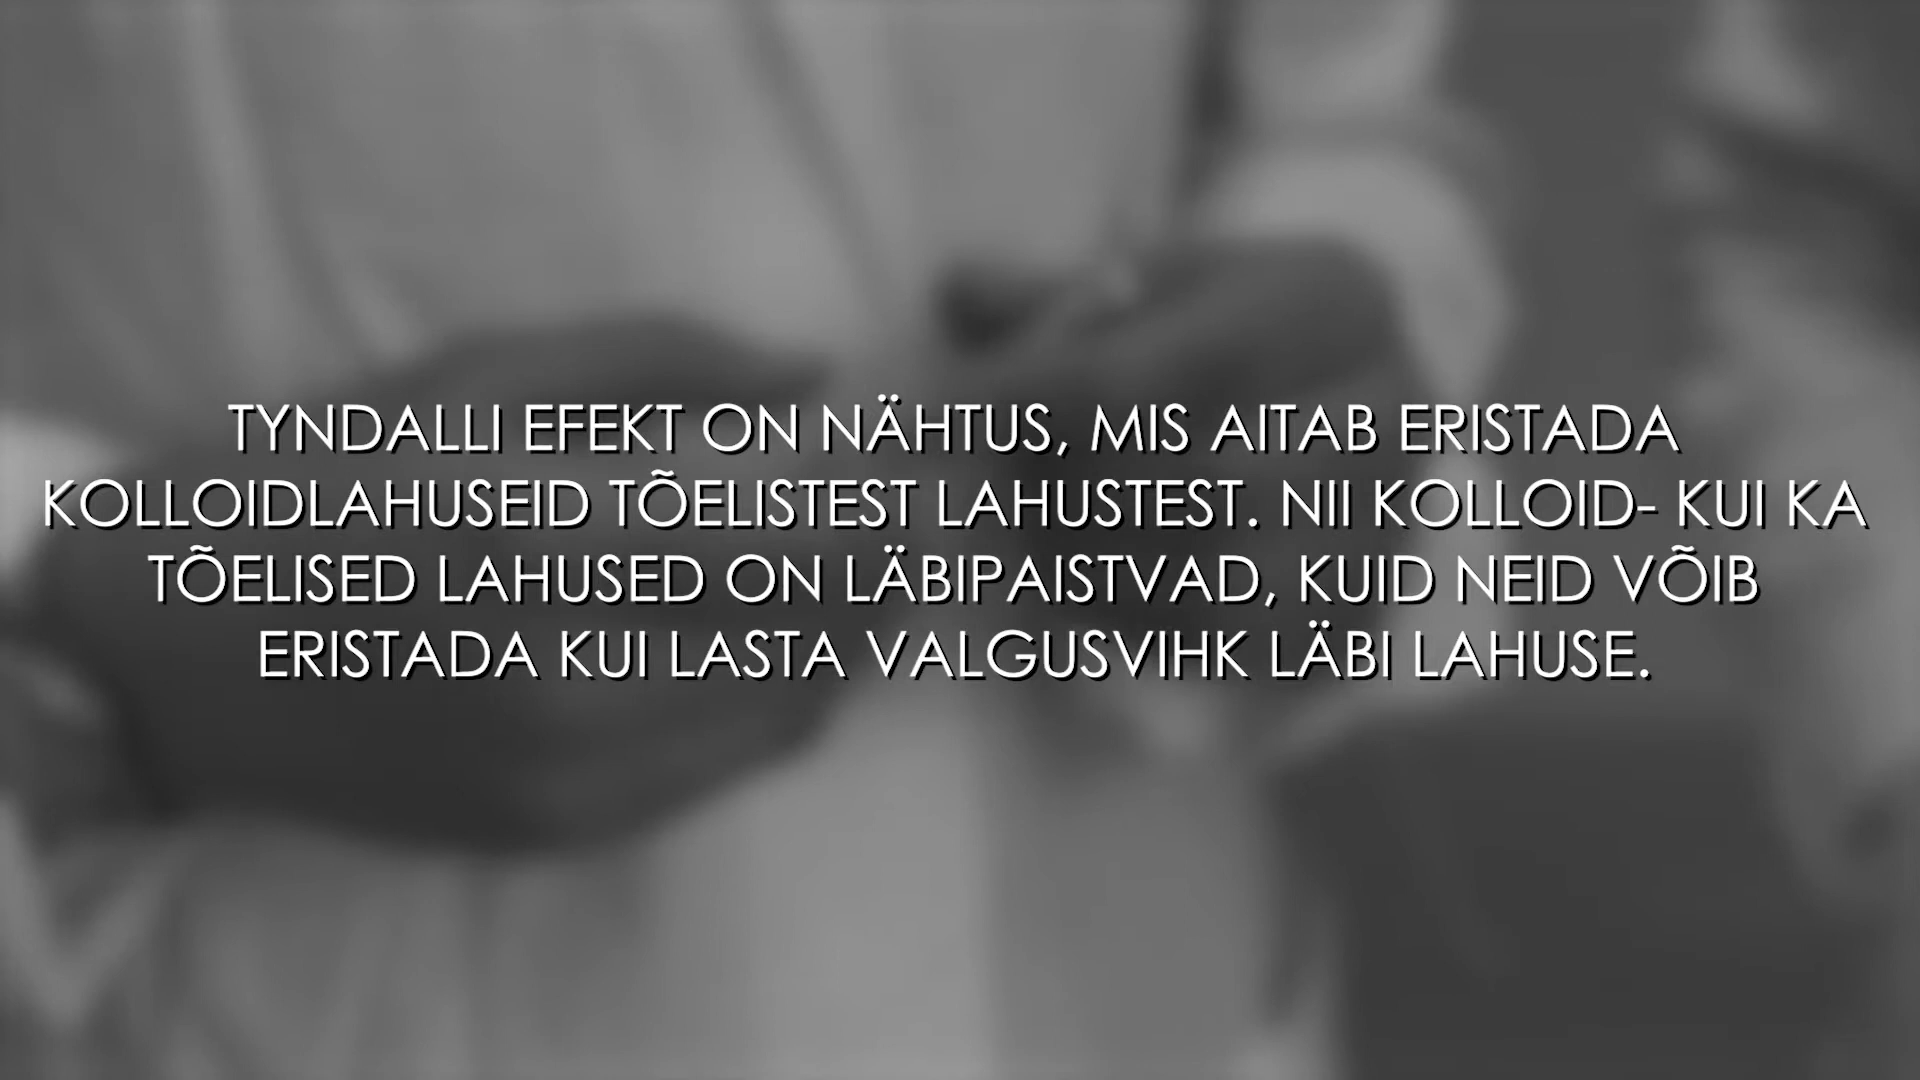 TYNDALLI EFEKT ON NÄHTUS, MIS AITAB ERISTADA
KOLLOIDLAHUSEID TÕELISTEST LAHUSTEST. NII KOLLOID- KUI KA
TÕELISED LAHUSED ON LÄBIPAISTVAD, KUID NEID VÕIB
ERISTADA KUI LASTA VALGUSVIHK LÄBI LAHUSE.